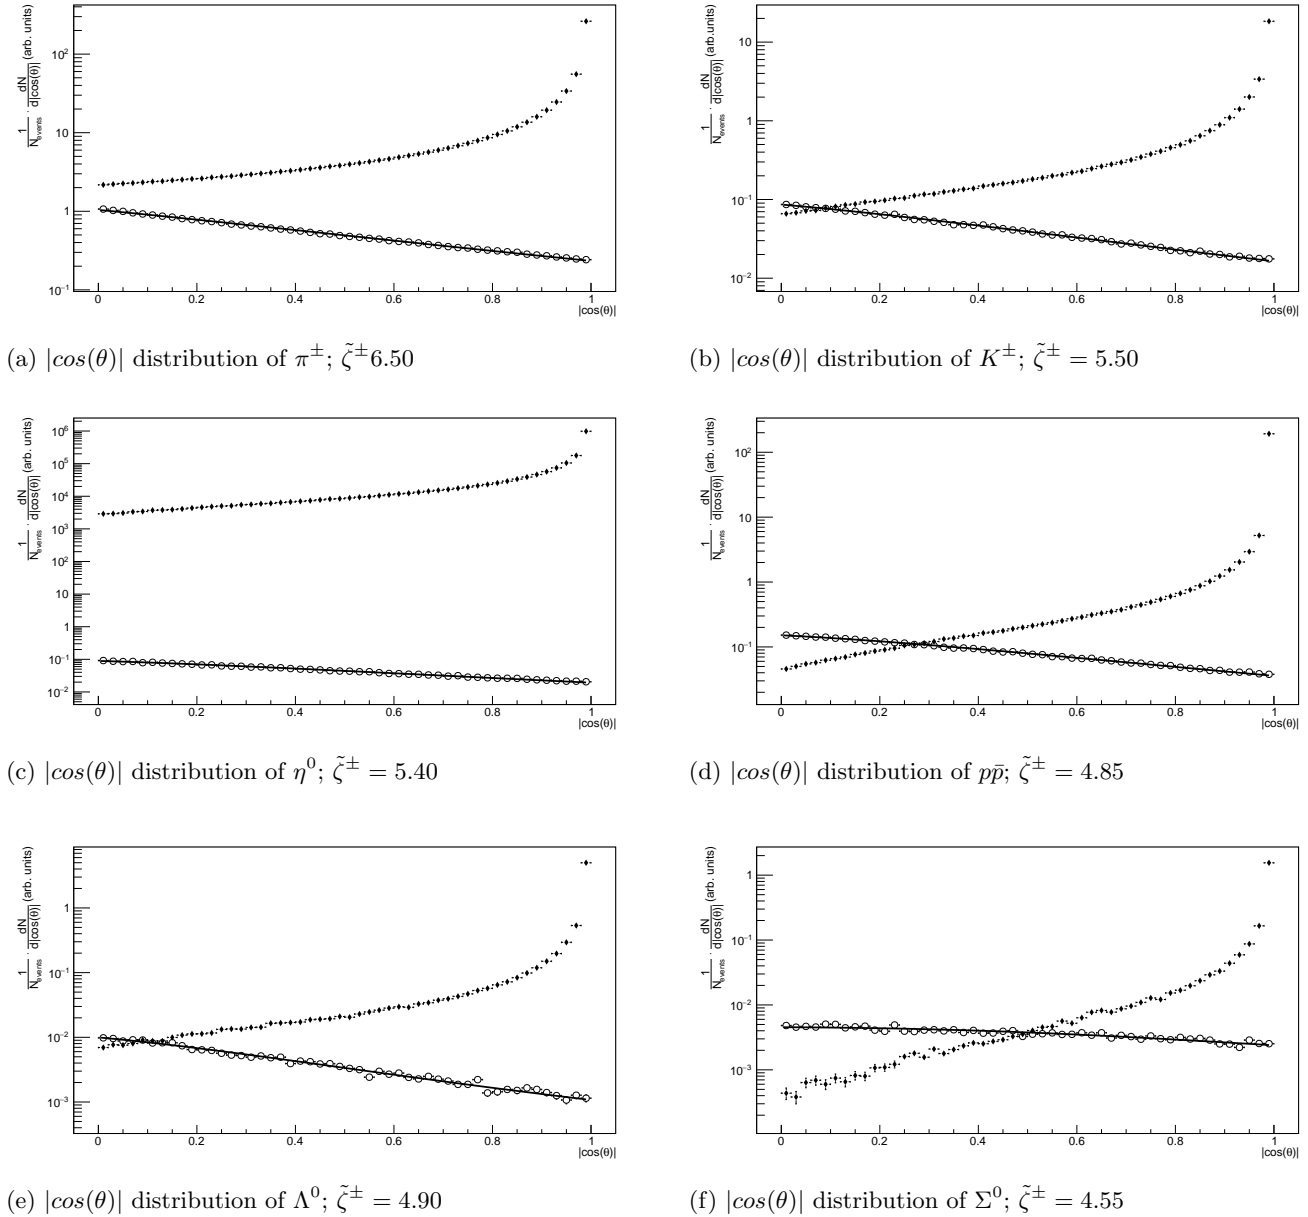 10²
10
1
10⁻¹
1/N_events · dN/d|cos(θ)| (arb. units)
0 0.2 0.4 0.6 0.8 1
|cos(θ)|
(a) |cos(θ)| distribution of π±; ζ̃±6.50
10
1
10⁻¹
10⁻²
1/N_events · dN/d|cos(θ)| (arb. units)
0 0.2 0.4 0.6 0.8 1
|cos(θ)|
(b) |cos(θ)| distribution of K±; ζ̃± = 5.50
10⁶
10⁵
10⁴
10³
10²
10
1
10⁻¹
10⁻²
1/N_events · dN/d|cos(θ)| (arb. units)
0 0.2 0.4 0.6 0.8 1
|cos(θ)|
(c) |cos(θ)| distribution of η⁰; ζ̃± = 5.40
10²
10
1
10⁻¹
1/N_events · dN/d|cos(θ)| (arb. units)
0 0.2 0.4 0.6 0.8 1
|cos(θ)|
(d) |cos(θ)| distribution of pp̄; ζ̃± = 4.85
1
10⁻¹
10⁻²
10⁻³
1/N_events · dN/d|cos(θ)| (arb. units)
0 0.2 0.4 0.6 0.8 1
|cos(θ)|
(e) |cos(θ)| distribution of Λ⁰; ζ̃± = 4.90
1
10⁻¹
10⁻²
10⁻³
1/N_events · dN/d|cos(θ)| (arb. units)
0 0.2 0.4 0.6 0.8 1
|cos(θ)|
(f) |cos(θ)| distribution of Σ⁰; ζ̃± = 4.55